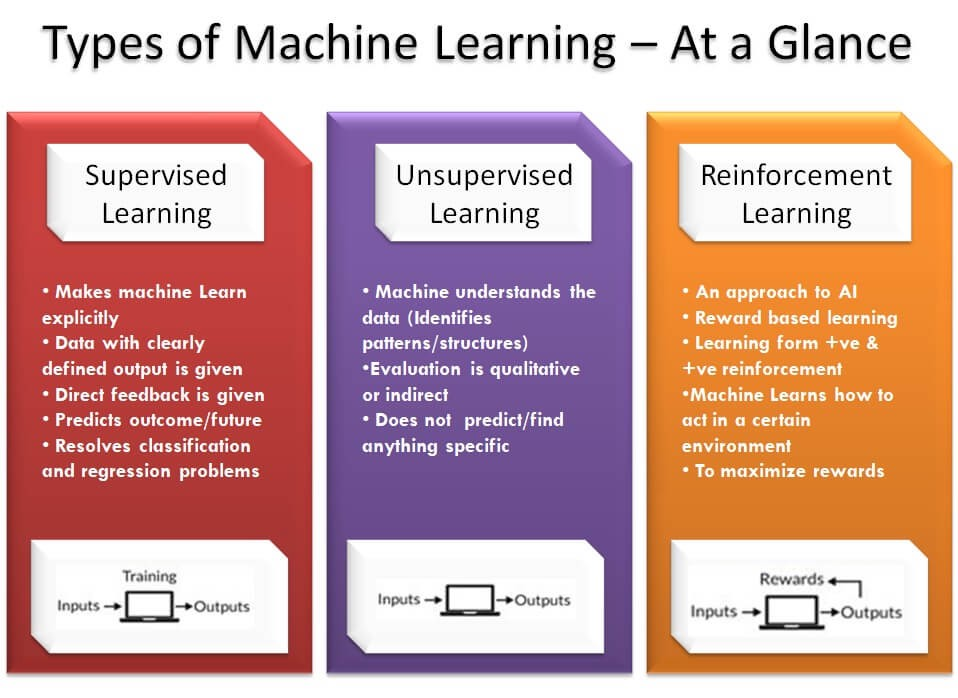 Types of Machine Learning – At a Glance
Supervised
Learning
• Makes machine Learn
explicitly
• Data with clearly
defined output is given
• Direct feedback is given
• Predicts outcome/future
• Resolves classification
and regression problems
Training
Inputs
Outputs
Unsupervised
Learning
• Machine understands the
data (Identifies
patterns/structures)
•Evaluation is qualitative
or indirect
• Does not predict/find
anything specific
Inputs
Outputs
Reinforcement
Learning
• An approach to AI
• Reward based learning
• Learning form +ve &
+ve reinforcement
•Machine Learns how to
act in a certain
environment
• To maximize rewards
Rewards
Inputs
Outputs